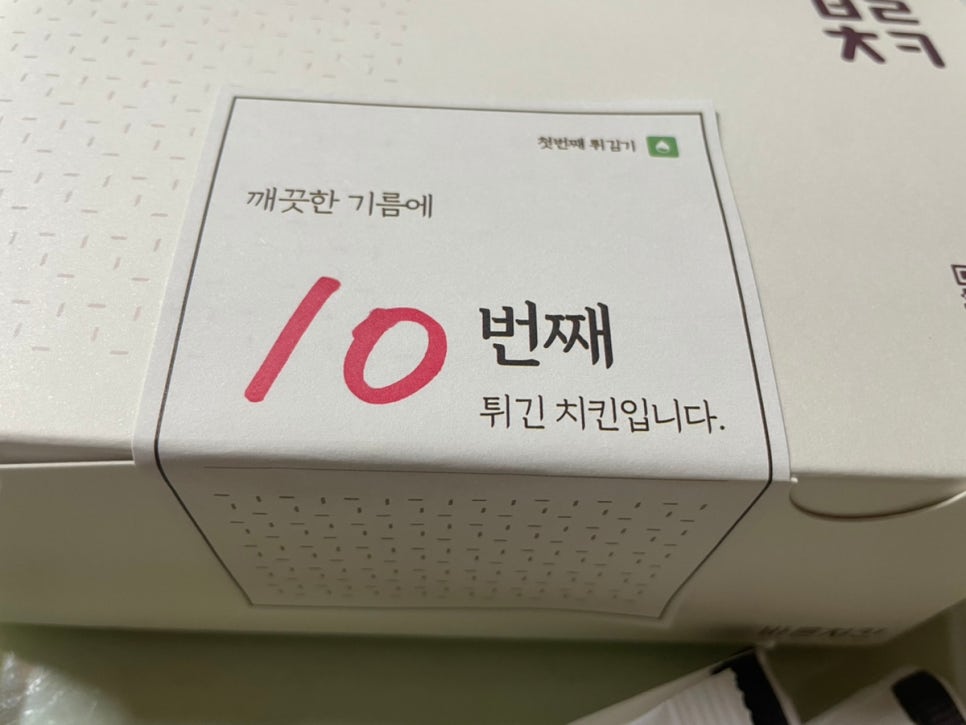 첫번째 튀김기
깨끗한 기름에
10 번째
튀긴 치킨입니다.